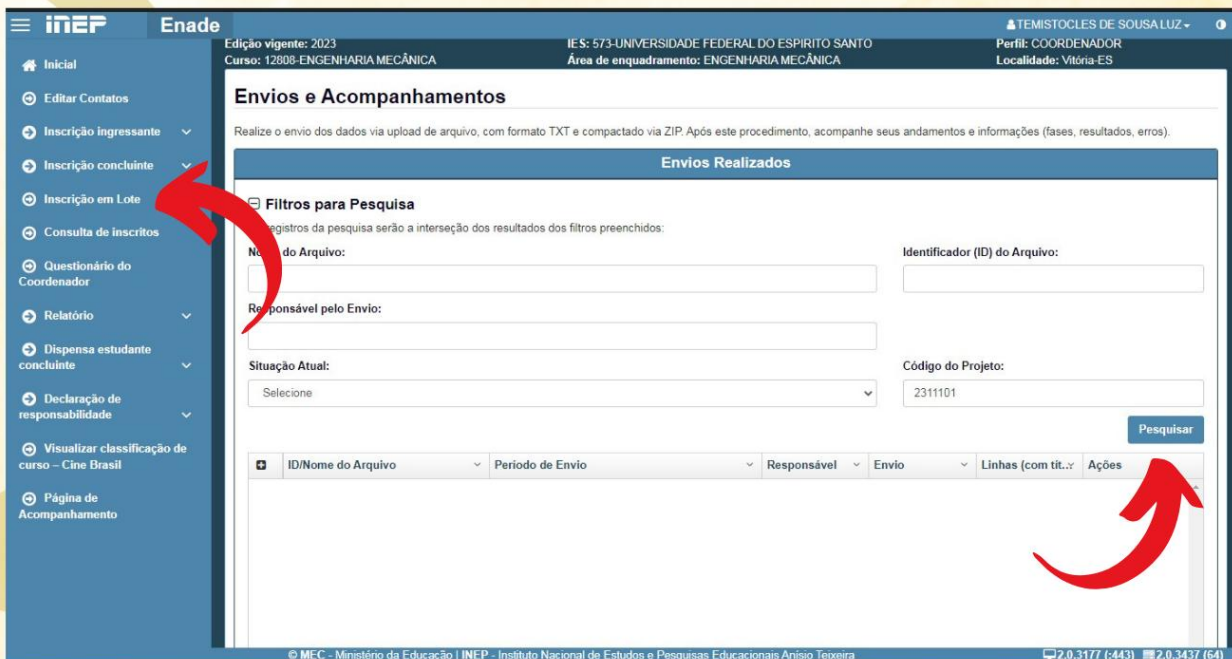 inep Enade
TEMISTOCLES DE SOUSA LUZ
Edição vigente: 2023
IES: 573-UNIVERSIDADE FEDERAL DO ESPIRITO SANTO
Perfil: COORDENADOR
Curso: 12808-ENGENHARIA MECÂNICA
Área de enquadramento: ENGENHARIA MECÂNICA
Localidade: Vitória-ES
Inicial
Editar Contatos
Inscrição ingressante
Inscrição concluinte
Inscrição em Lote
Consulta de inscritos
Questionário do
Coordenador
Relatório
Dispensa estudante
concluinte
Declaração de
responsabilidade
Visualizar classificação de
curso – Cine Brasil
Página de
Acompanhamento
Envios e Acompanhamentos
Realize o envio dos dados via upload de arquivo, com formato TXT e compactado via ZIP. Após este procedimento, acompanhe seus andamentos e informações (fases, resultados, erros).
Envios Realizados
Filtros para Pesquisa
registros da pesquisa serão a interseção dos resultados dos filtros preenchidos:
do Arquivo:
Identificador (ID) do Arquivo:
Responsável pelo Envio:
Situação Atual:
Código do Projeto:
Selecione
2311101
Pesquisar
ID/Nome do Arquivo
Período de Envio
Responsável
Envio
Linhas (com tít...
Ações
© MEC - Ministério da Educação | INEP - Instituto Nacional de Estudos e Pesquisas Educacionais Anísio Teixeira
2.0.3177 (:443) 2.0.3437 (64)